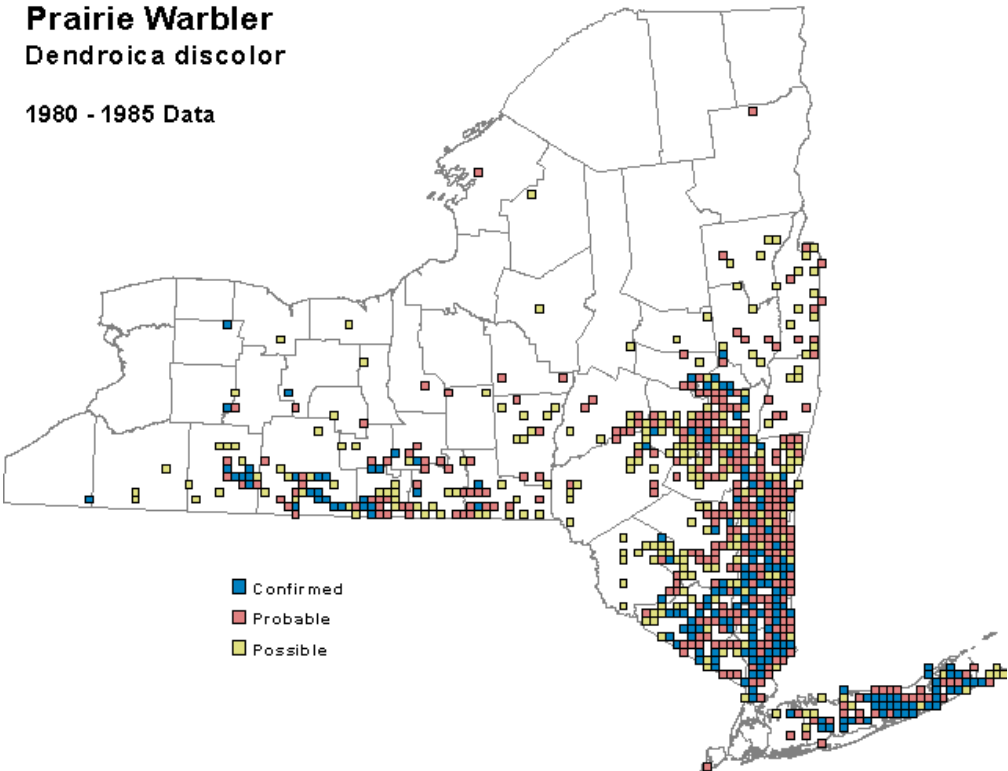 Prairie Warbler
Dendroica discolor
1980 - 1985 Data
Confirmed
Probable
Possible